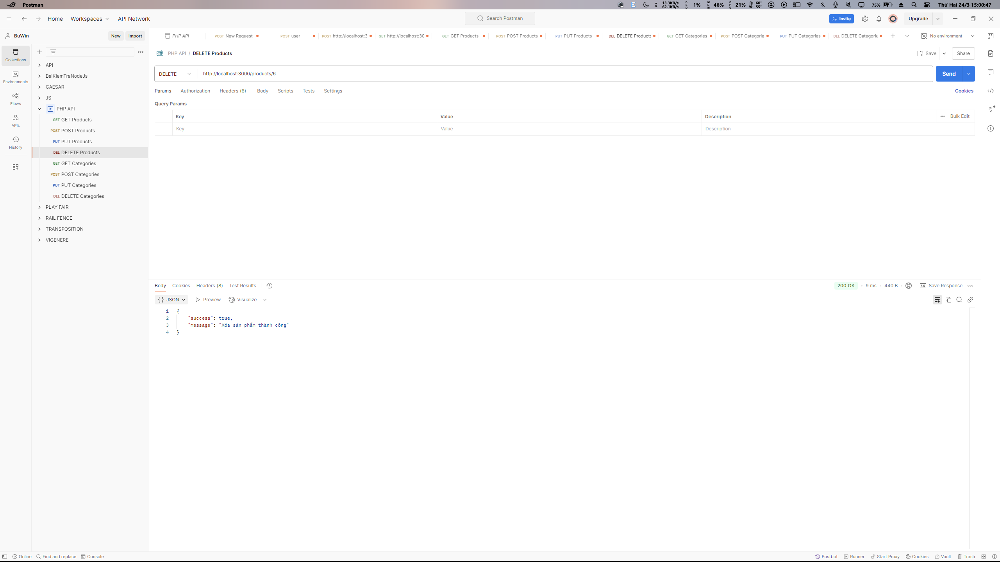 Postman
13.3KB/s
62.1KB/s
SSD 1%
MEM 46%
CPU 21%
60°
55°
75%
Thứ Hai 24/3 15:00:47
Home Workspaces API Network
Search Postman
Invite
Upgrade
BuWin
New Import
PHP API
POST New Request
POST user
POST http://localhost:3
GET http://localhost:30
GET GET Products
POST POST Products
PUT PUT Products
DEL DELETE Products
GET GET Categories
POST POST Categorie
PUT PUT Categories
DEL DELETE Categorie
No environment
Collections
Environments
Flows
APIs
History
API
BaiKiemTraNodeJs
CAESAR
JS
PHP API
GET GET Products
POST POST Products
PUT PUT Products
DEL DELETE Products
GET GET Categories
POST POST Categories
PUT PUT Categories
DEL DELETE Categories
PLAY FAIR
RAIL FENCE
TRANSPOSITION
VIGENERE
HTTP PHP API / DELETE Products
Save Share
DELETE http://localhost:3000/products/6
Send
Params Authorization Headers (6) Body Scripts Tests Settings
Cookies
Query Params
Key Value Description Bulk Edit
Key Value Description
Body Cookies Headers (8) Test Results
200 OK • 9 ms • 440 B •
e.g. Save Response
{} JSON Preview Visualize
1 {
2 "success": true,
3 "message": "Xóa sản phẩm thành công"
4 }
Online Find and replace Console
Postbot Runner Start Proxy Cookies Vault Trash